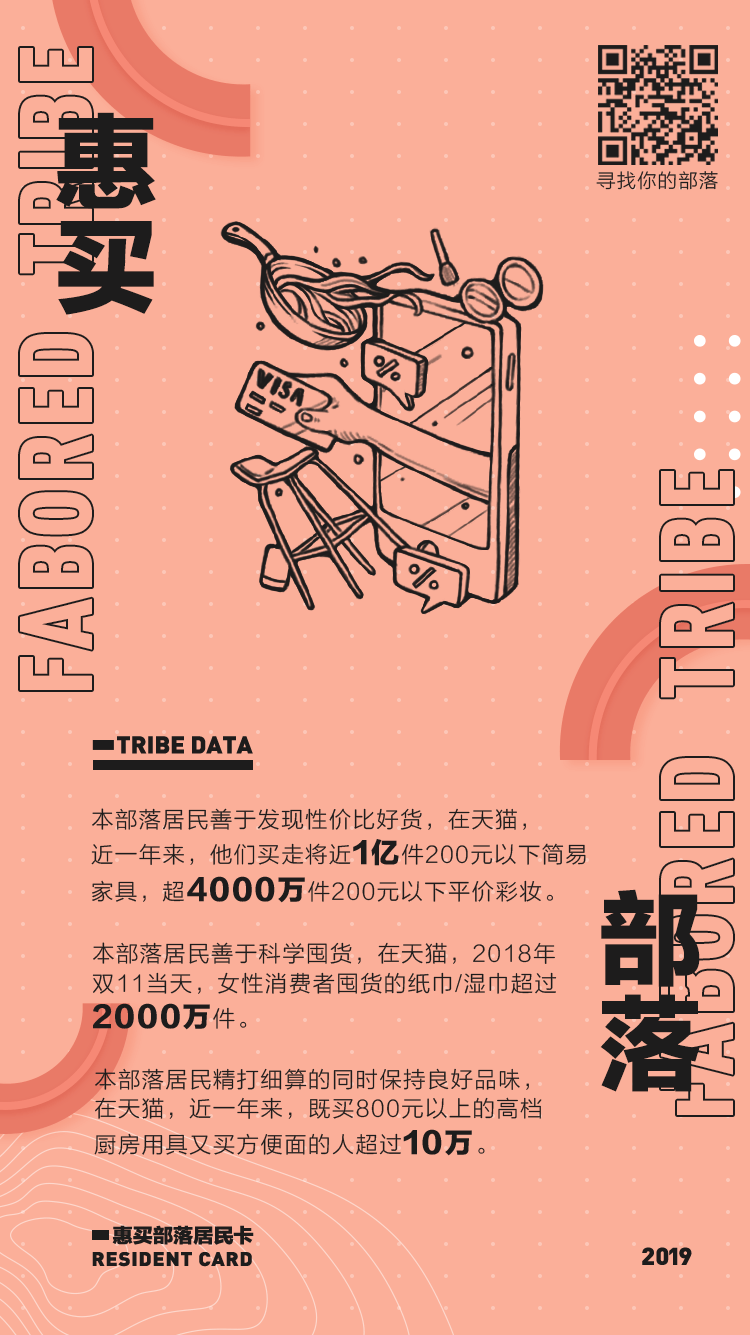 FABORED TRIBE
惠买
寻找你的部落
VISA
%
%
FABORED TRIBE
部落
TRIBE DATA
本部落居民善于发现性价比好货，在天猫，
近一年来，他们买走将近1亿件200元以下简易
家具，超4000万件200元以下平价彩妆。
本部落居民善于科学囤货，在天猫，2018年
双11当天，女性消费者囤货的纸巾/湿巾超过
2000万件。
本部落居民精打细算的同时保持良好品味，
在天猫，近一年来，既买800元以上的高档
厨房用具又买方便面的人超过10万。
惠买部落居民卡
RESIDENT CARD
2019